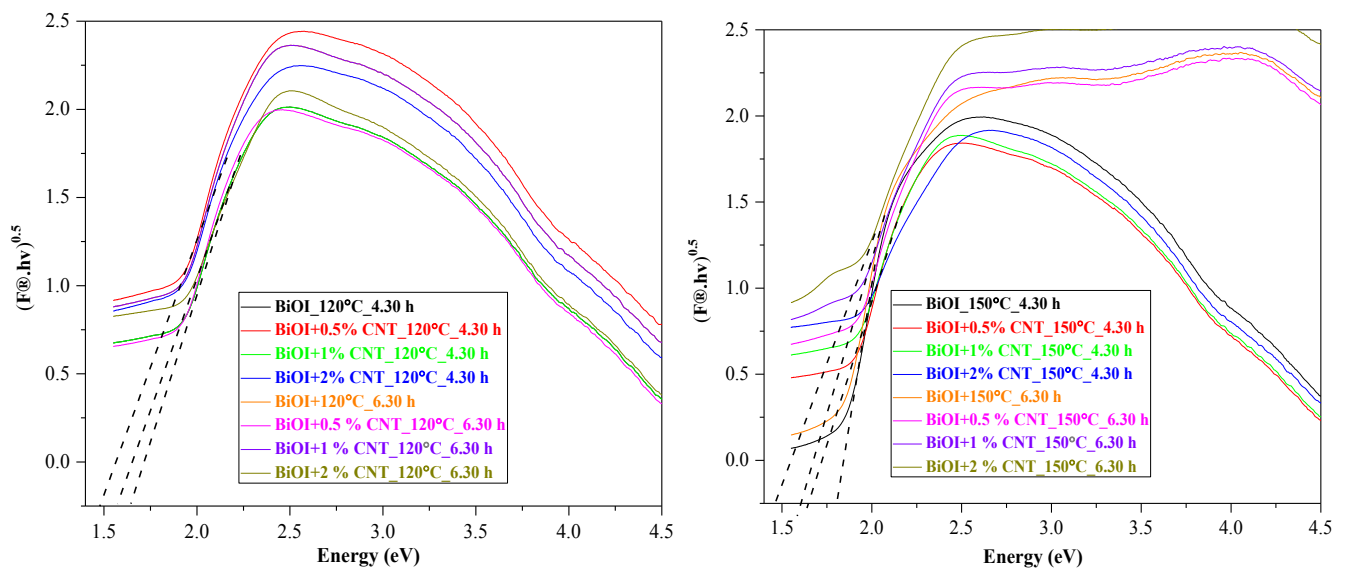 2.5
2.0
1.5
1.0
0.5
0.0
(F®.hν)^0.5
BiOI_120°C_4.30 h
BiOI+0.5% CNT_120°C_4.30 h
BiOI+1% CNT_120°C_4.30 h
BiOI+2% CNT_120°C_4.30 h
BiOI+120°C_6.30 h
BiOI+0.5 % CNT_120°C_6.30 h
BiOI+1 % CNT_120°C_6.30 h
BiOI+2 % CNT_120°C_6.30 h
1.5 2.0 2.5 3.0 3.5 4.0 4.5
Energy (eV)
2.5
2.0
1.5
1.0
0.5
0.0
(F®.hν)^0.5
BiOI_150°C_4.30 h
BiOI+0.5% CNT_150°C_4.30 h
BiOI+1% CNT_150°C_4.30 h
BiOI+2% CNT_150°C_4.30 h
BiOI+150°C_6.30 h
BiOI+0.5 % CNT_150°C_6.30 h
BiOI+1 % CNT_150°C_6.30 h
BiOI+2 % CNT_150°C_6.30 h
1.5 2.0 2.5 3.0 3.5 4.0 4.5
Energy (eV)